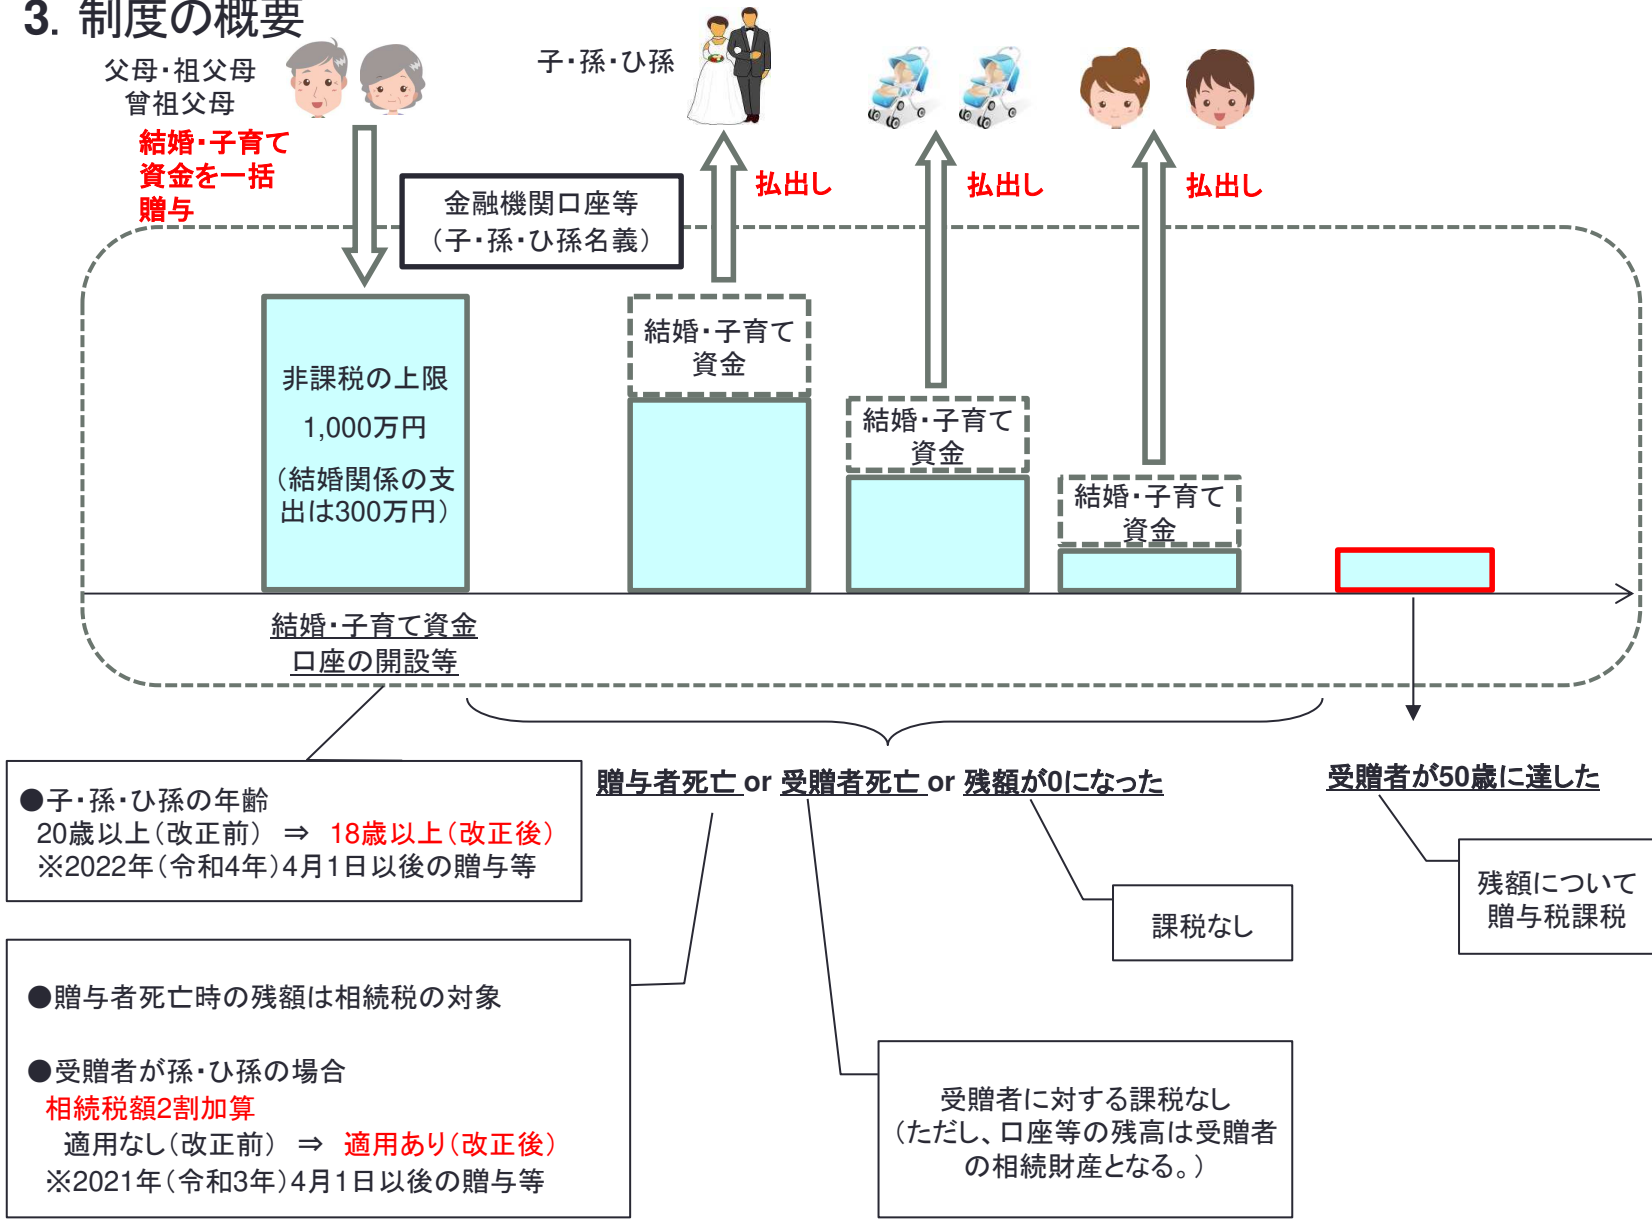 3. 制度の概要
父母・祖父母
曾祖父母
結婚・子育て
資金を一括
贈与
子・孫・ひ孫
払出し
払出し
払出し
金融機関口座等
（子・孫・ひ孫名義）
非課税の上限
1,000万円
（結婚関係の支
出は300万円）
結婚・子育て
資金
結婚・子育て
資金
結婚・子育て
資金
結婚・子育て資金
口座の開設等
●子・孫・ひ孫の年齢
20歳以上（改正前） ⇒ 18歳以上（改正後）
※2022年（令和4年）4月1日以後の贈与等
贈与者死亡 or 受贈者死亡 or 残額が0になった
受贈者が50歳に達した
残額について
贈与税課税
課税なし
●贈与者死亡時の残額は相続税の対象
●受贈者が孫・ひ孫の場合
相続税額2割加算
適用なし（改正前） ⇒ 適用あり（改正後）
※2021年（令和3年）4月1日以後の贈与等
受贈者に対する課税なし
（ただし、口座等の残高は受贈者
の相続財産となる。）